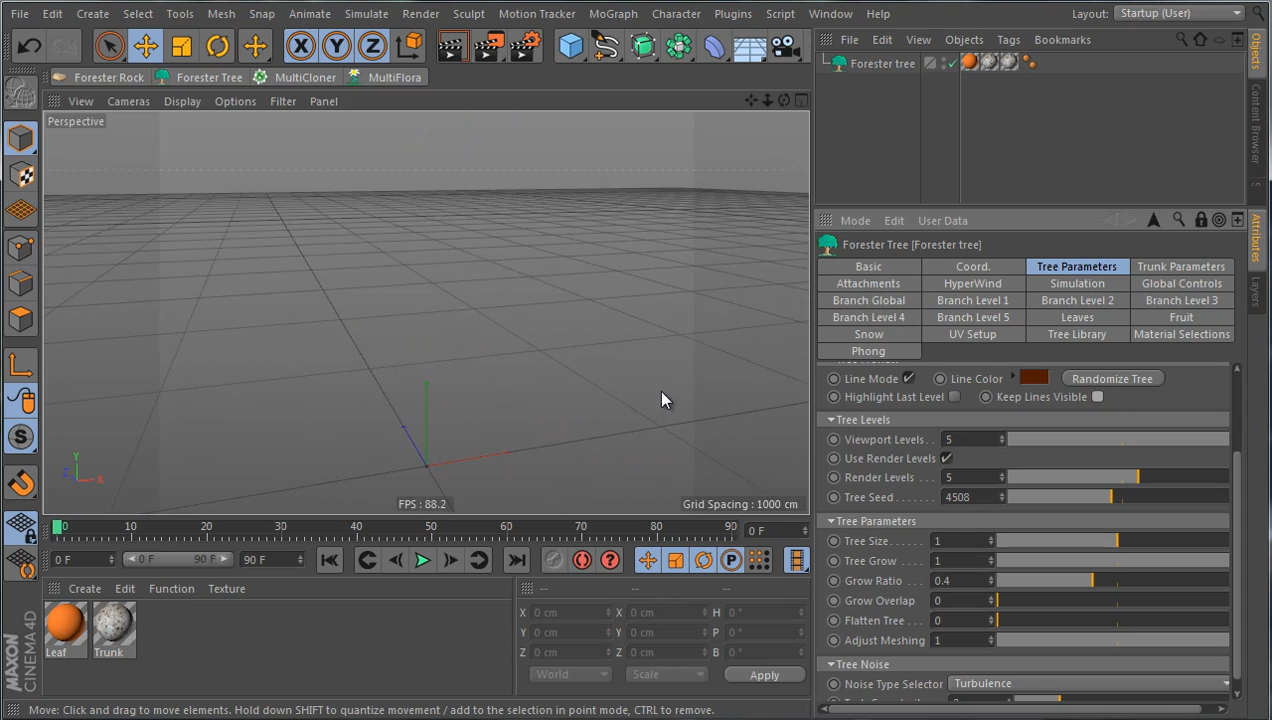 File Edit Create Select Tools Mesh Snap Animate Simulate Render Sculpt Motion Tracker MoGraph Character Plugins Script Window Help Layout: Startup (User)
X Y Z
File Edit View Objects Tags Bookmarks
Forester tree
Forester Rock Forester Tree MultiCloner MultiFlora
View Cameras Display Options Filter Panel
Perspective
Y
Z
X
FPS : 88.2
Grid Spacing : 1000 cm
Objects
Content Browser
S
Attributes
Layers
Mode Edit User Data
Forester Tree [Forester tree]
Basic Coord. Tree Parameters Trunk Parameters
Attachments HyperWind Simulation Global Controls
Branch Global Branch Level 1 Branch Level 2 Branch Level 3
Branch Level 4 Branch Level 5 Leaves Fruit
Snow UV Setup Tree Library Material Selections
Phong
Line Mode Line Color Randomize Tree
Highlight Last Level Keep Lines Visible
Tree Levels
Viewport Levels . . 5
Use Render Levels
Render Levels 5
Tree Seed . . . . . . . 4508
Tree Parameters
Tree Size. . . . . . 1
Tree Grow 1
Grow Ratio 0.4
Grow Overlap 0
Flatten Tree 0
Adjust Meshing 1
Tree Noise
Noise Type Selector Turbulence
0 10 20 30 40 50 60 70 80 90 0 F
0 F 0 F 90 F 90 F
P
Create Edit Function Texture
Leaf Trunk
-- -- --
X 0 cm X 0 cm H 0 °
Y 0 cm Y 0 cm P 0 °
Z 0 cm Z 0 cm B 0 °
World Scale Apply
MAXON
CINEMA 4D
Move: Click and drag to move elements. Hold down SHIFT to quantize movement / add to the selection in point mode, CTRL to remove.